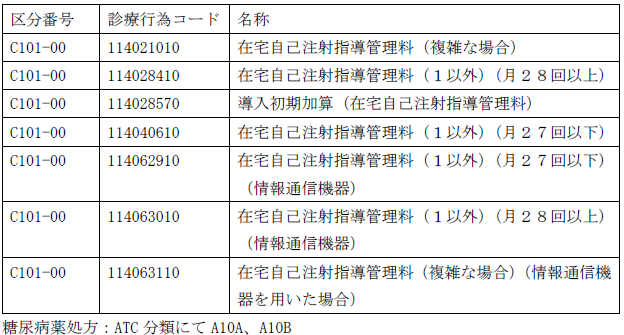 区分番号 診療行為コード 名称
C101-00 114021010 在宅自己注射指導管理料（複雑な場合）
C101-00 114028410 在宅自己注射指導管理料（１以外）（月２８回以上）
C101-00 114028570 導入初期加算（在宅自己注射指導管理料）
C101-00 114040610 在宅自己注射指導管理料（１以外）（月２７回以下）
C101-00 114062910 在宅自己注射指導管理料（１以外）（月２７回以下）
（情報通信機器）
C101-00 114063010 在宅自己注射指導管理料（１以外）（月２８回以上）
（情報通信機器）
C101-00 114063110 在宅自己注射指導管理料（複雑な場合）（情報通信機
器を用いた場合）
糖尿病薬処方：ATC 分類にて A10A、A10B